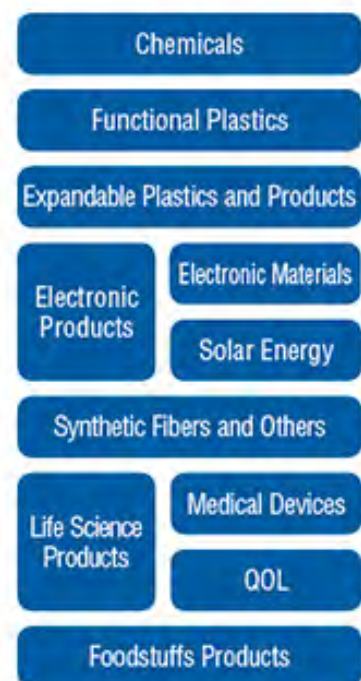 Chemicals
Functional Plastics
Expandable Plastics and Products
Electronic
Products
Electronic Materials
Solar Energy
Synthetic Fibers and Others
Life Science
Products
Medical Devices
QOL
Foodstuffs Products